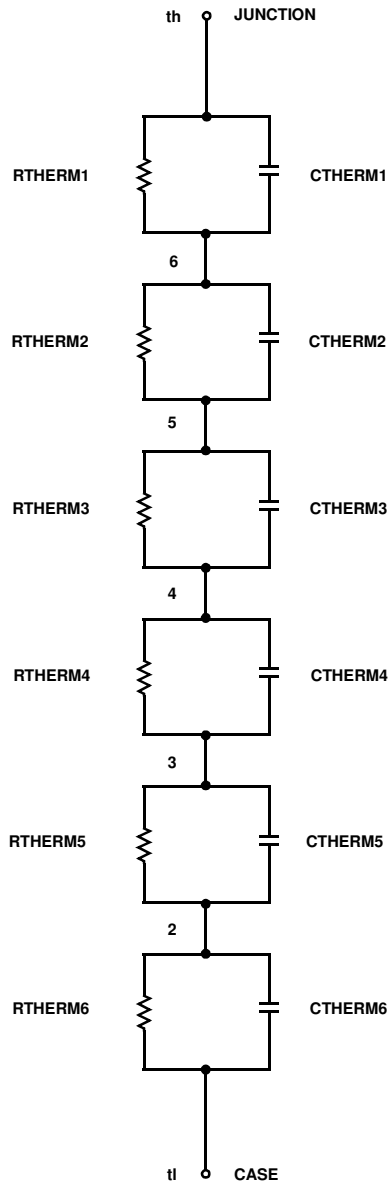 th JUNCTION
RTHERM1 CTHERM1
6
RTHERM2 CTHERM2
5
RTHERM3 CTHERM3
4
RTHERM4 CTHERM4
3
RTHERM5 CTHERM5
2
RTHERM6 CTHERM6
tl CASE